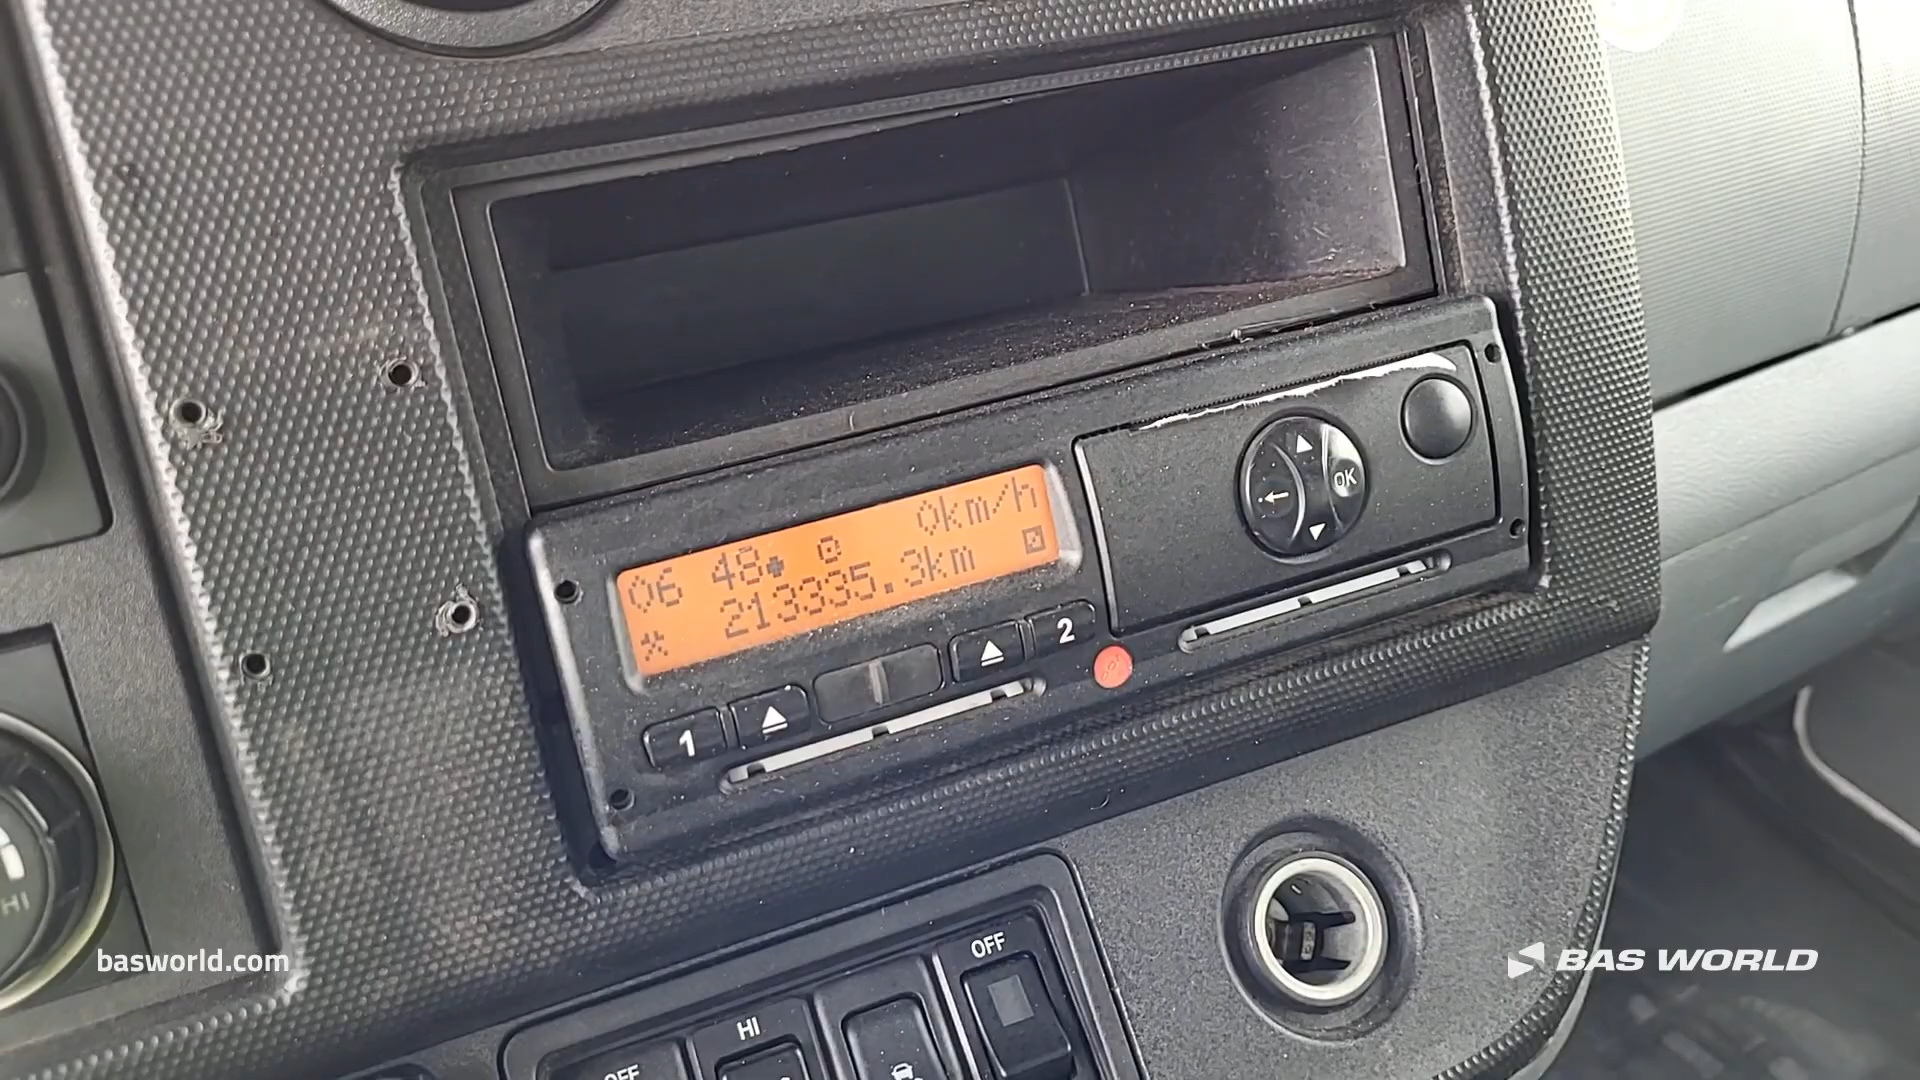 OK
06 48 0km/h
213335.3km
1
2
HI
basworld.com
BAS WORLD
OFF
HI
OFF